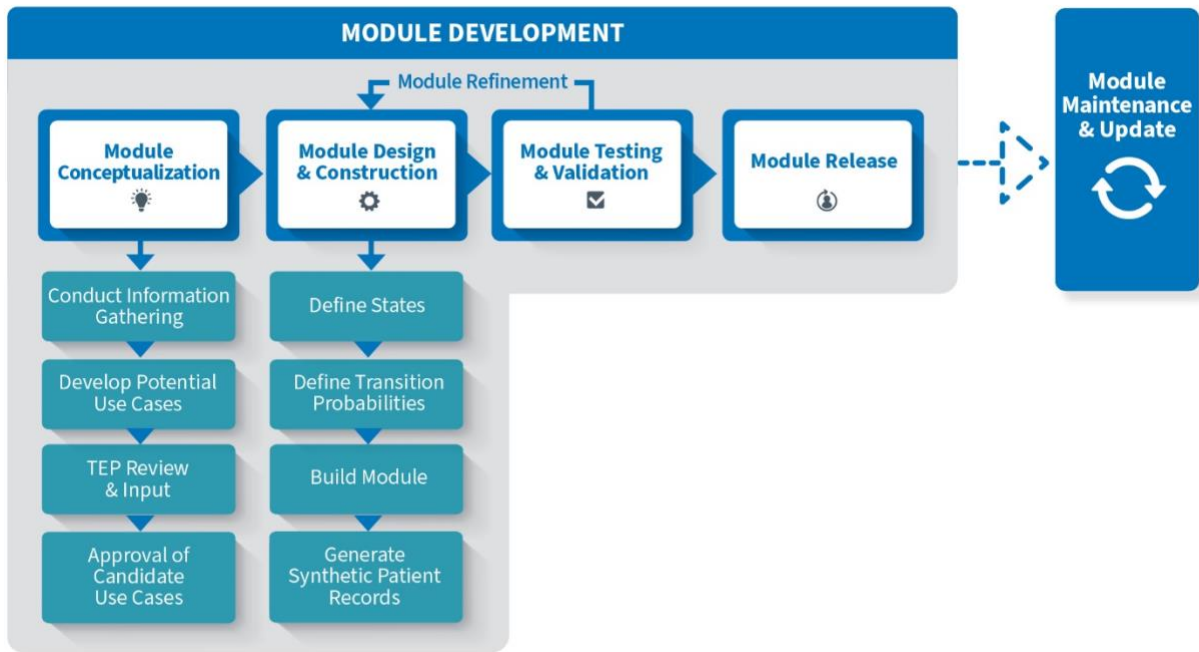 MODULE DEVELOPMENT
Module Refinement
Module
Conceptualization
Module Design
& Construction
Module Testing
& Validation
Module Release
Module
Maintenance
& Update
Conduct Information
Gathering
Develop Potential
Use Cases
TEP Review
& Input
Approval of
Candidate
Use Cases
Define States
Define Transition
Probabilities
Build Module
Generate
Synthetic Patient
Records